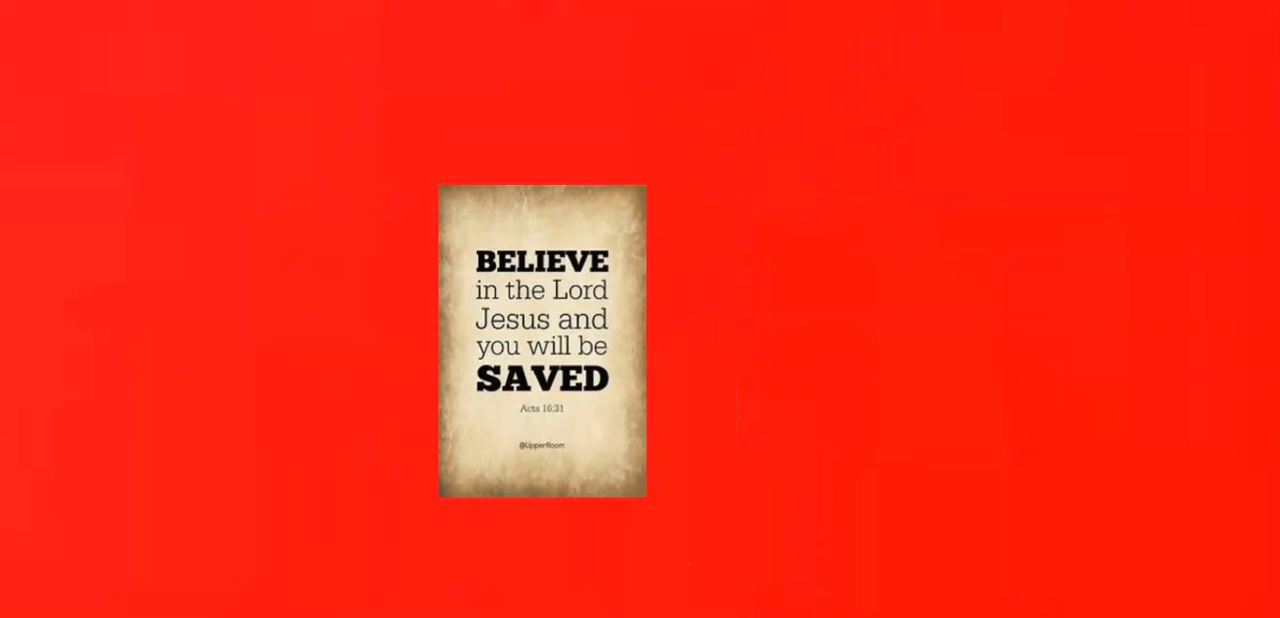 BELIEVE
in the Lord
Jesus and
you will be
SAVED
Acts 16:31
@UpperRoom